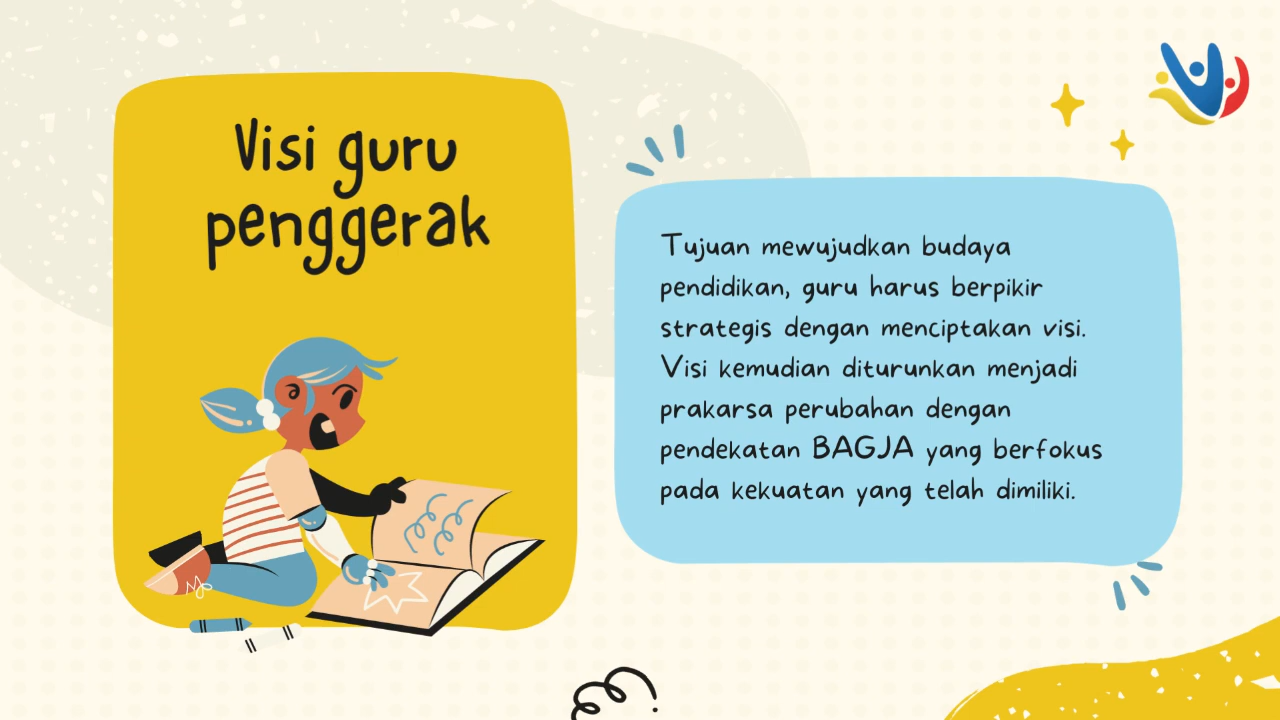 Visi guru
penggerak
Tujuan mewujudkan budaya
pendidikan, guru harus berpikir
strategis dengan menciptakan visi.
Visi kemudian diturunkan menjadi
prakarsa perubahan dengan
pendekatan BAGJA yang berfokus
pada kekuatan yang telah dimiliki.